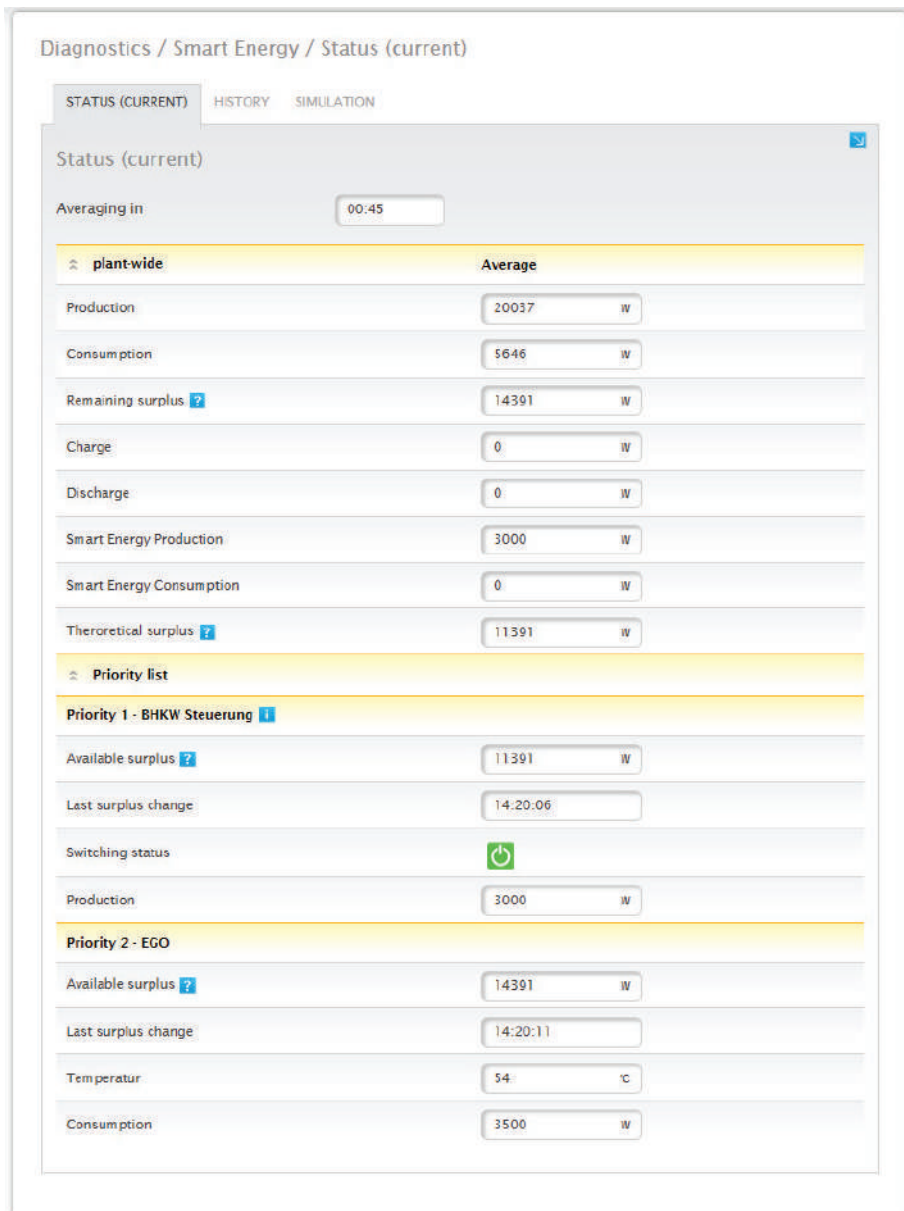 Diagnostics / Smart Energy / Status (current)
STATUS (CURRENT) HISTORY SIMULATION
Status (current)
Averaging in 00:45
plant-wide Average
Production 20037 W
Consumption 5646 W
Remaining surplus ? 14391 W
Charge 0 W
Discharge 0 W
Smart Energy Production 3000 W
Smart Energy Consumption 0 W
Theroretical surplus ? 11391 W
Priority list
Priority 1 - BHKW Steuerung i
Available surplus ? 11391 W
Last surplus change 14:20:06
Switching status
Production 3000 W
Priority 2 - EGO
Available surplus ? 14391 W
Last surplus change 14:20:11
Temperatur 54 °C
Consumption 3500 W